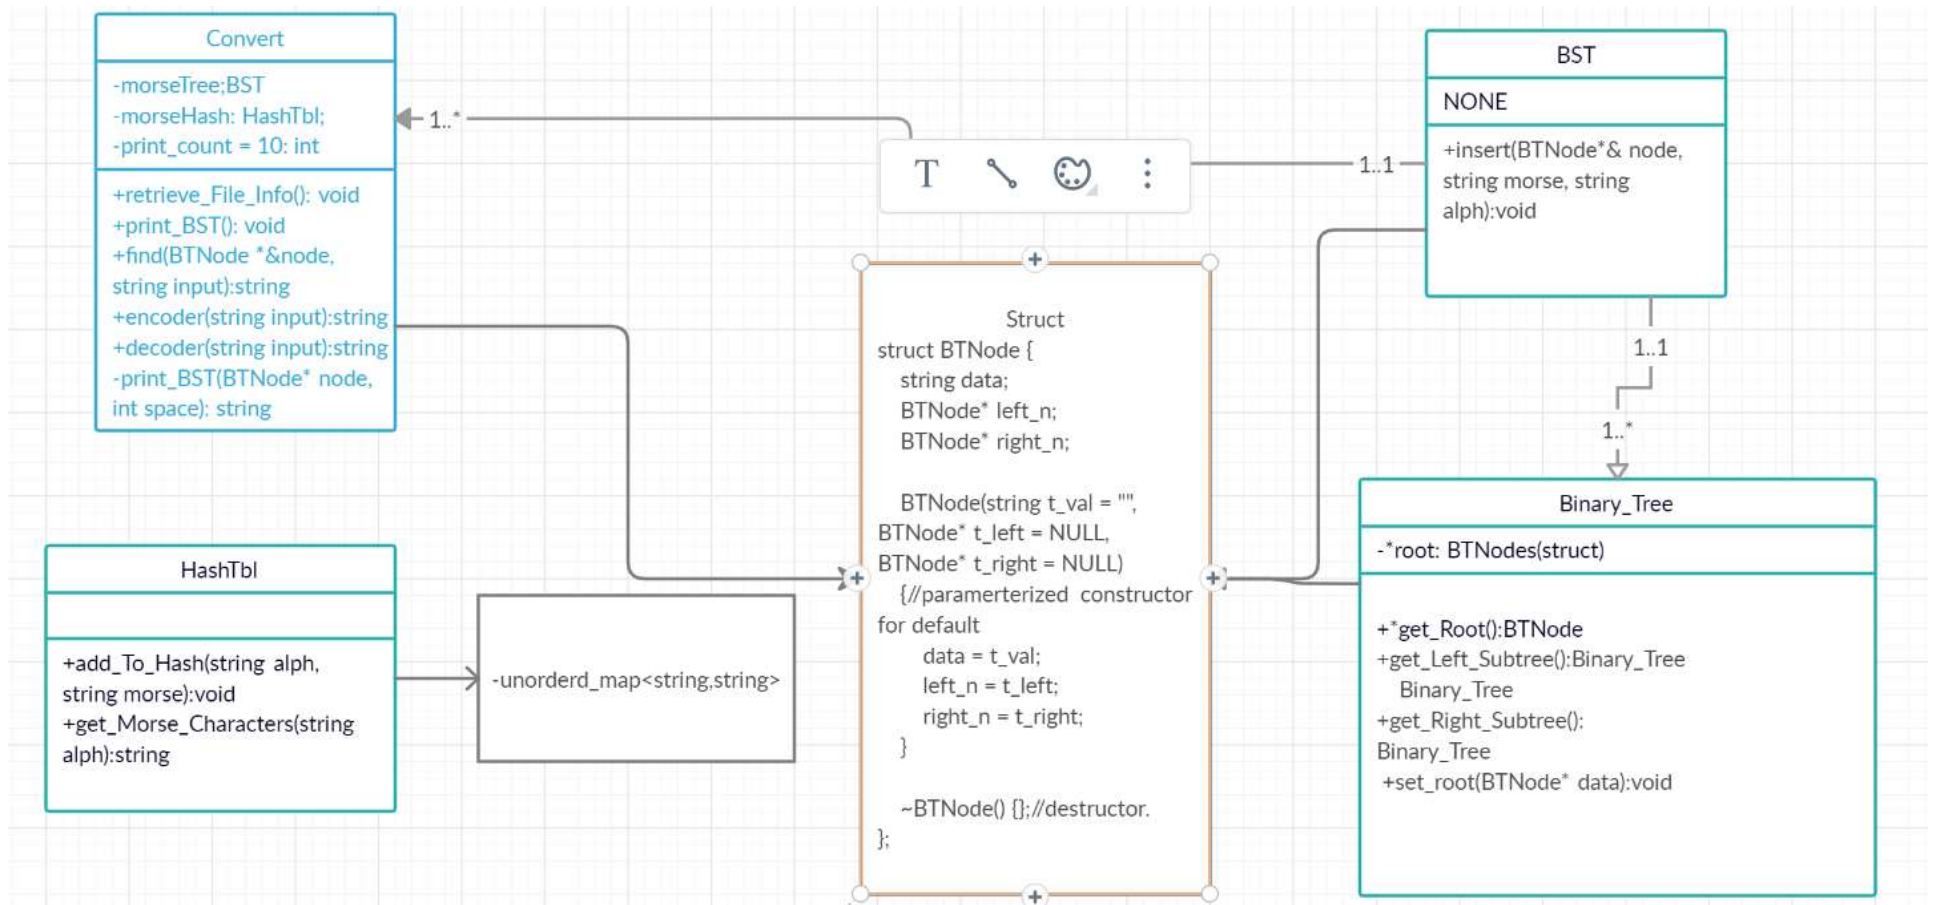 Convert
-morseTree;BST
-morseHash: HashTbl;
-print_count = 10: int
+retrieve_File_Info(): void
+print_BST(): void
+find(BTNode *&node,
string input):string
+encoder(string input):string
+decoder(string input):string
-print_BST(BTNode* node,
int space): string
1..*
T
1..1
BST
NONE
+insert(BTNode*& node,
string morse, string
alph):void
1..1
1..*
Struct
struct BTNode {
string data;
BTNode* left_n;
BTNode* right_n;
BTNode(string t_val = "",
BTNode* t_left = NULL,
BTNode* t_right = NULL)
{//paramerterized constructor
for default
data = t_val;
left_n = t_left;
right_n = t_right;
}
~BTNode() {};//destructor.
};
HashTbl
+add_To_Hash(string alph,
string morse):void
+get_Morse_Characters(string
alph):string
-unorderd_map<string,string>
Binary_Tree
-*root: BTNodes(struct)
+*get_Root():BTNode
+get_Left_Subtree():Binary_Tree
Binary_Tree
+get_Right_Subtree():
Binary_Tree
+set_root(BTNode* data):void